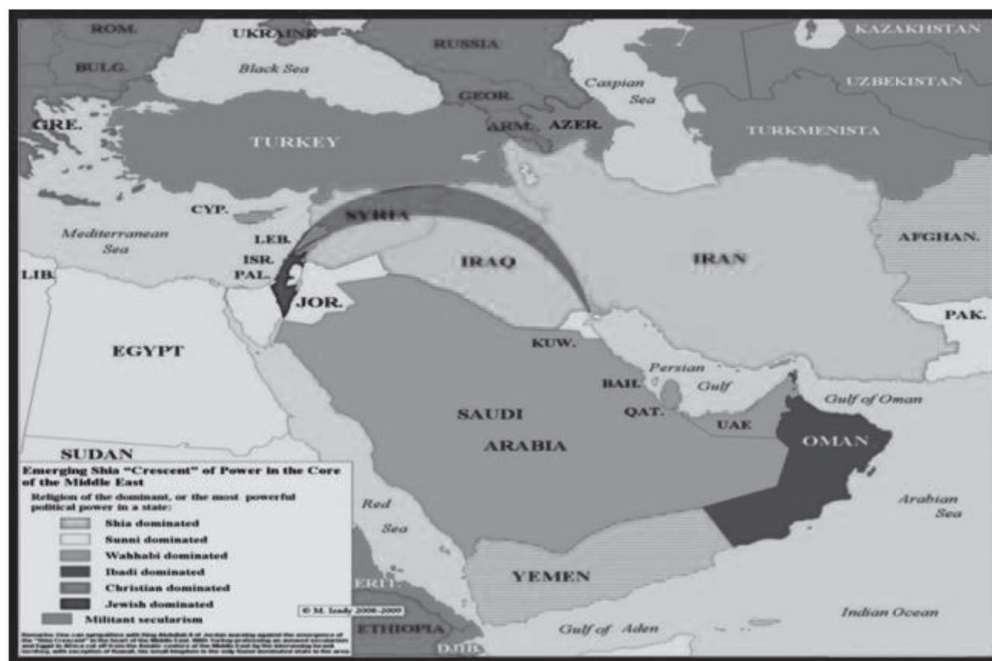 ROM.
UKRAINE
RUSSIA
KAZAKHSTAN
BULG.
Black Sea
Caspian
Sea
UZBEKISTAN
GEOR.
GRE.
ARM.
AZER.
TURKMENISTA
TURKEY
CYP.
SYRIA
Mediterranean
Sea
LEB.
AFGHAN.
ISR.
IRAQ
IRAN
LIB.
PAL.
JOR.
PAK.
EGYPT
KUW.
Persian
Gulf
BAH.
Gulf of Oman
QAT.
SAUDI
ARABIA
UAE
OMAN
SUDAN
Emerging Shia “Crescent” of Power in the Core
of the Middle East
Religion of the dominant, or the most powerful
political power in a state:
Shia dominated
Sunni dominated
Wahhabi dominated
Ibadi dominated
Christian dominated
Jewish dominated
Militant secularism
Red
Sea
Arabian
Sea
YEMEN
ERIT.
© M. Izady 2008-2009
Indian Ocean
ETHIOPIA
Gulf of Aden
DJIB.